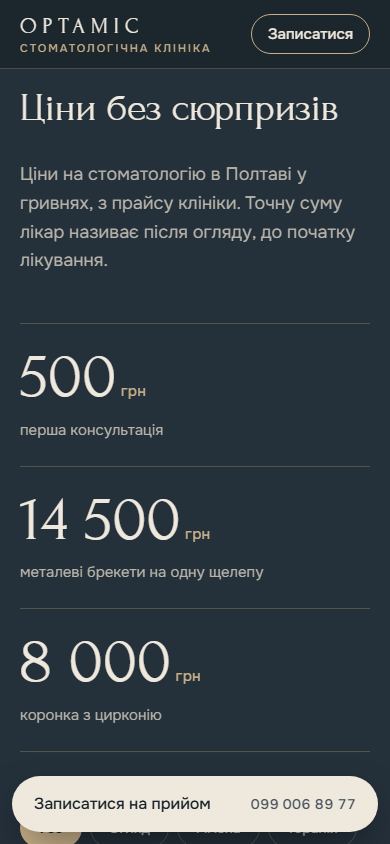 ОРТАМІС
СТОМАТОЛОГІЧНА КЛІНІКА
Записатися
Ціни без сюрпризів
Ціни на стоматологію в Полтаві у
гривнях, з прайсу клініки. Точну суму
лікар називає після огляду, до початку
лікування.
500 грн
перша консультація
14 500 грн
металеві брекети на одну щелепу
8 000 грн
коронка з цирконію
Записатися на прийом 099 006 89 77